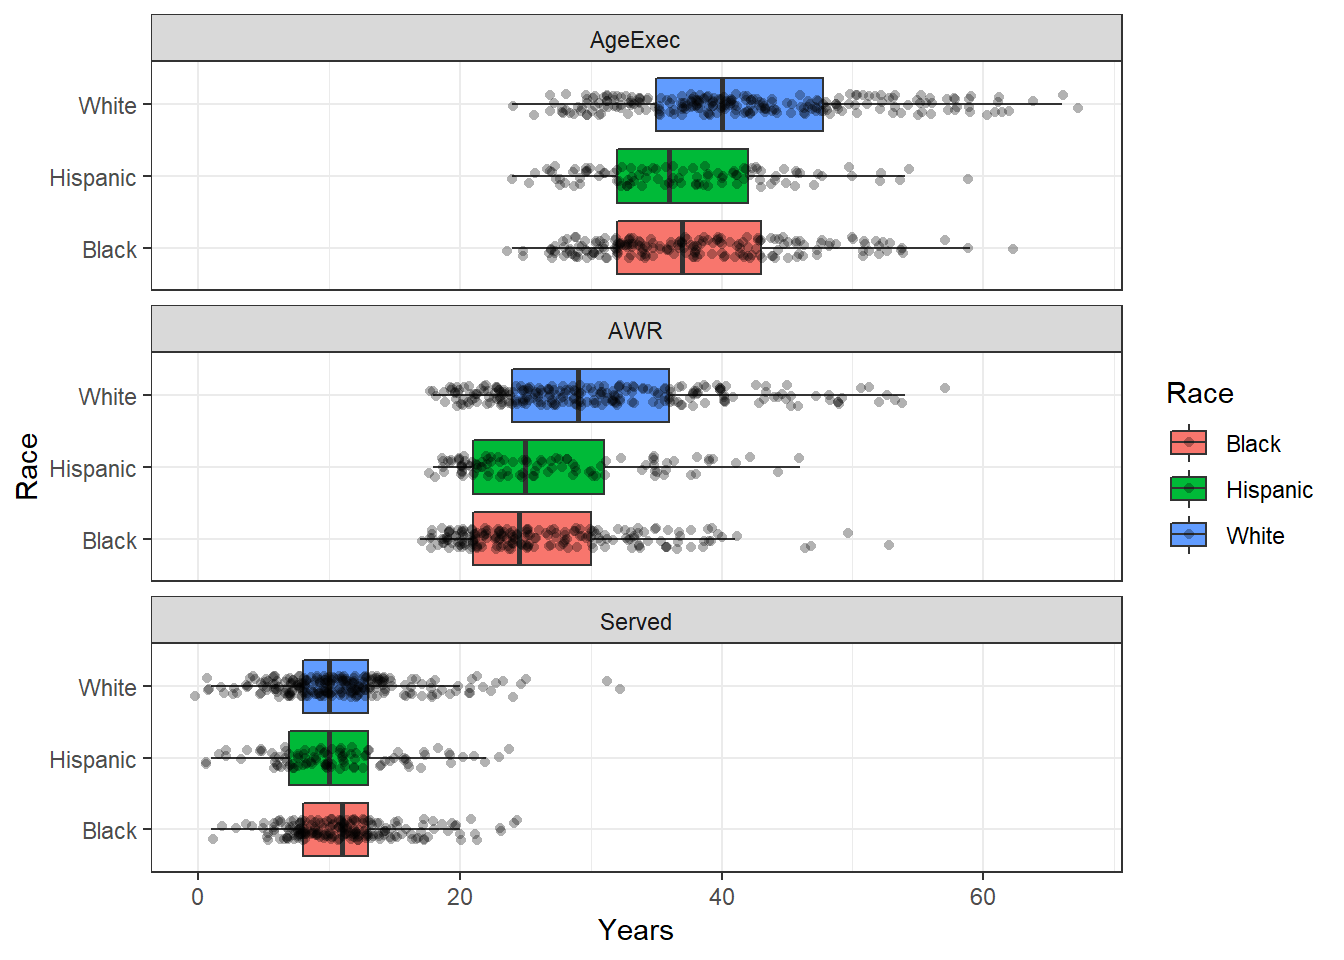 AgeExec
White
Hispanic
Black
AWR
White
Hispanic
Black
Served
White
Hispanic
Black
0 20 40 60
Years
Race
Race
Black
Hispanic
White